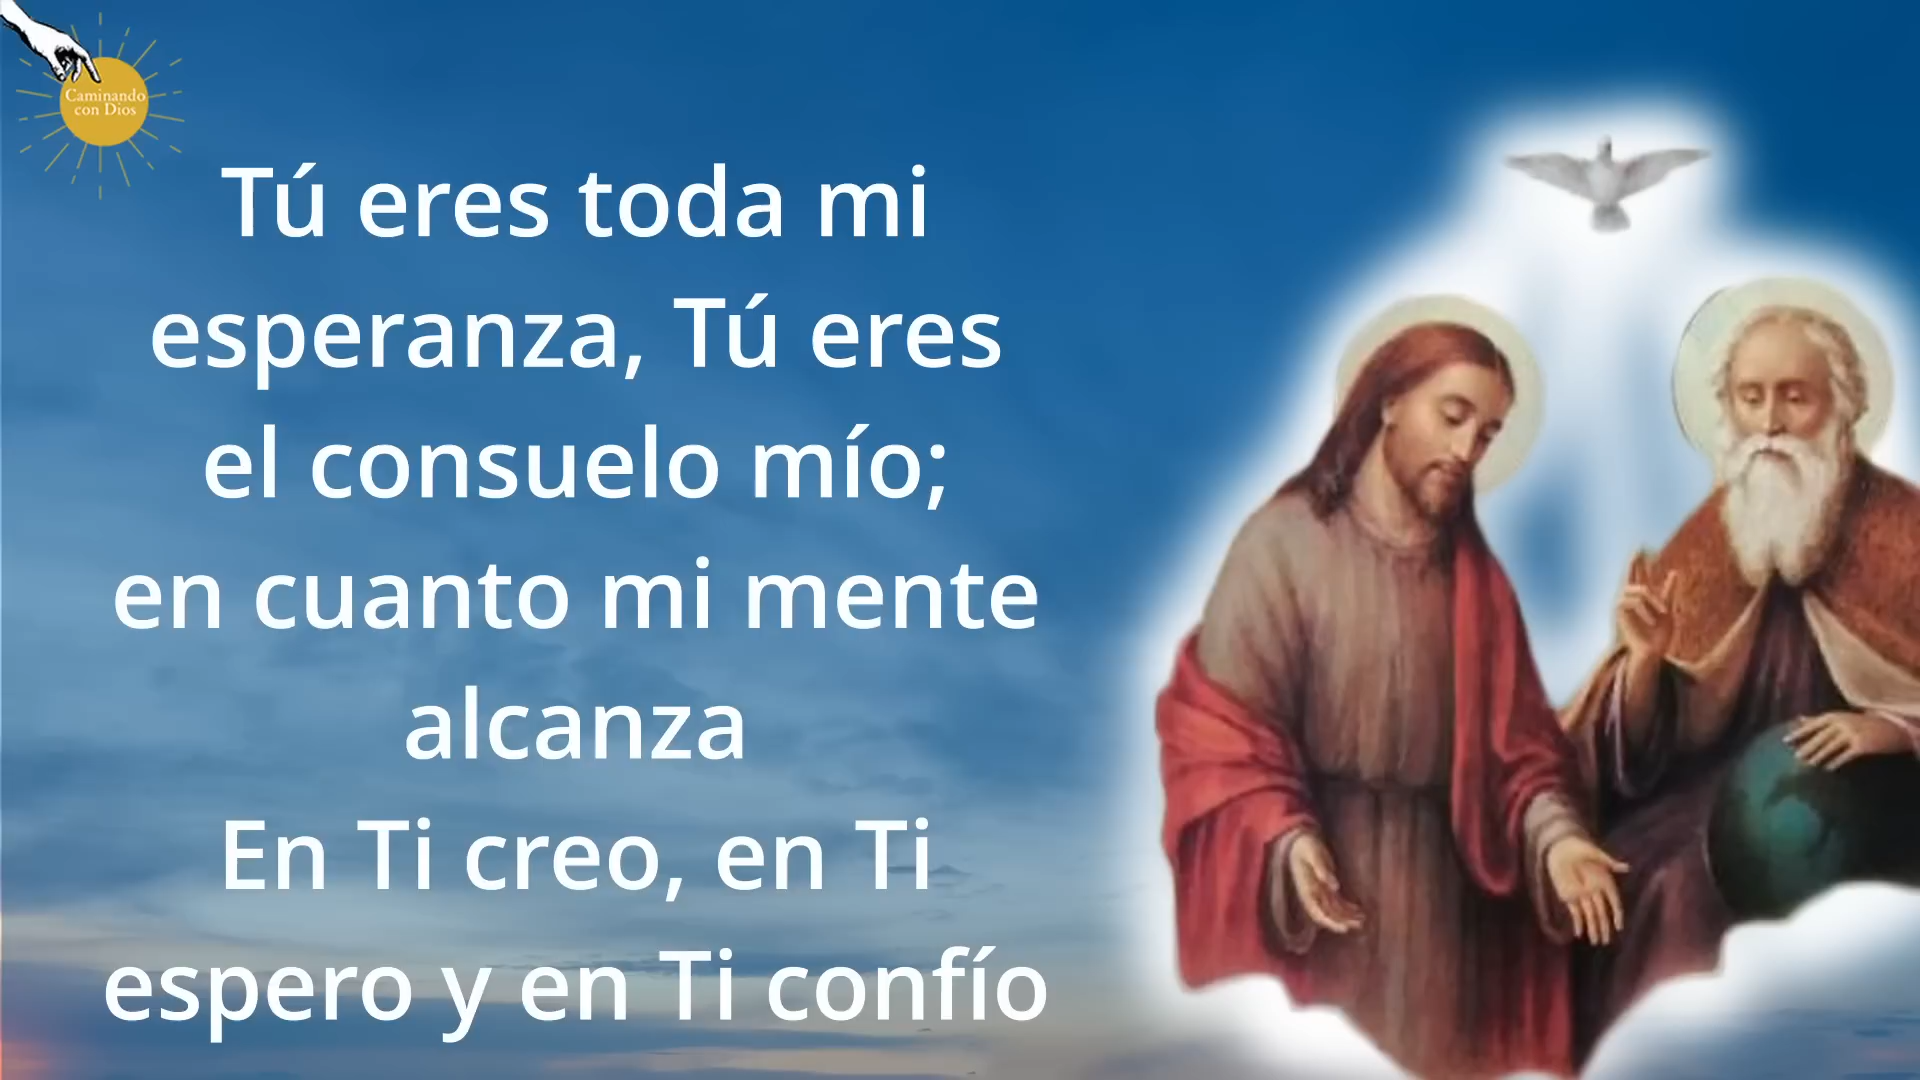 Caminando
con Dios
Tú eres toda mi
esperanza, Tú eres
el consuelo mío;
en cuanto mi mente
alcanza
En Ti creo, en Ti
espero y en Ti confío